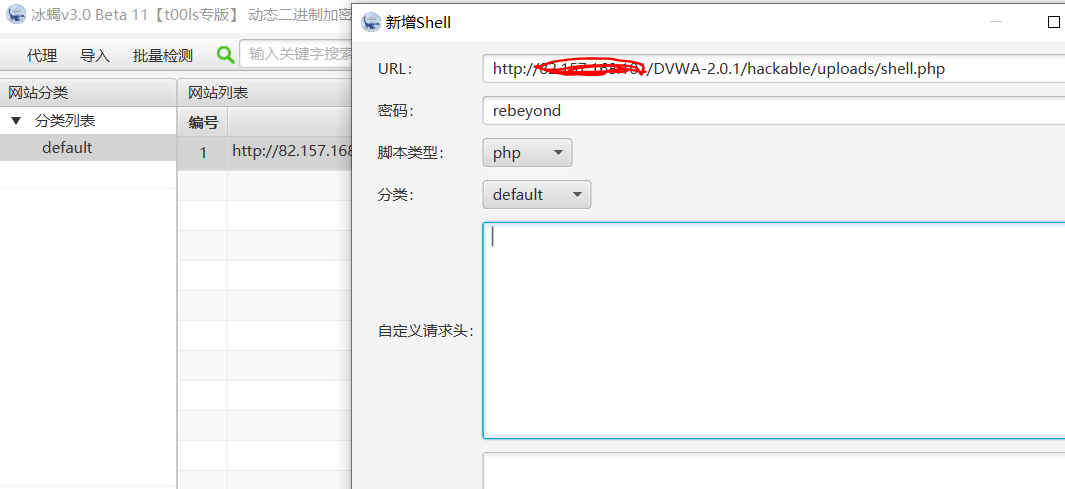 冰蝎v3.0 Beta 11【t00ls专版】 动态二进制加密
代理 导入 批量检测 输入关键字搜索
网站分类 网站列表
分类列表 编号
default 1 http://82.157.168
新增Shell
URL: http:// /DVWA-2.0.1/hackable/uploads/shell.php
密码: rebeyond
脚本类型: php
分类: default
自定义请求头: